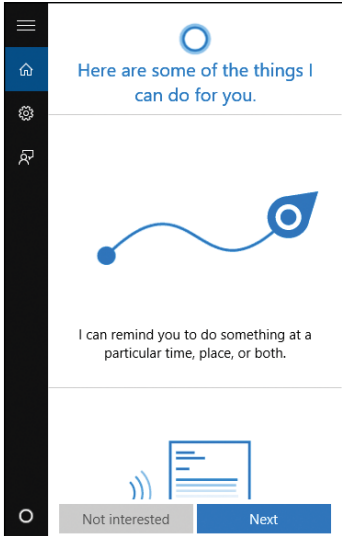 Here are some of the things I
can do for you.
I can remind you to do something at a
particular time, place, or both.
Not interested
Next